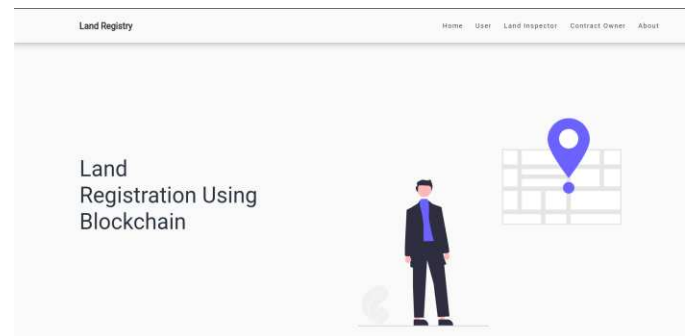 Land Registry
Home User Land Inspector Contract Owner About
Land
Registration Using
Blockchain